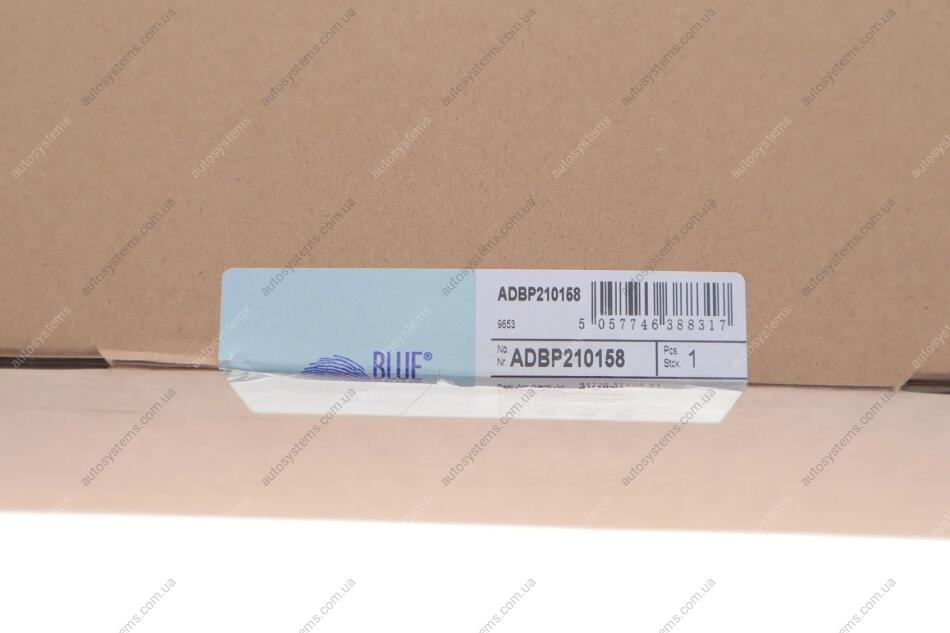 ADBP210158
9653
5 057746 388317
No.
Nr. ADBP210158
Pcs.
Stck. 1
BLUE®
autosystems.com.ua